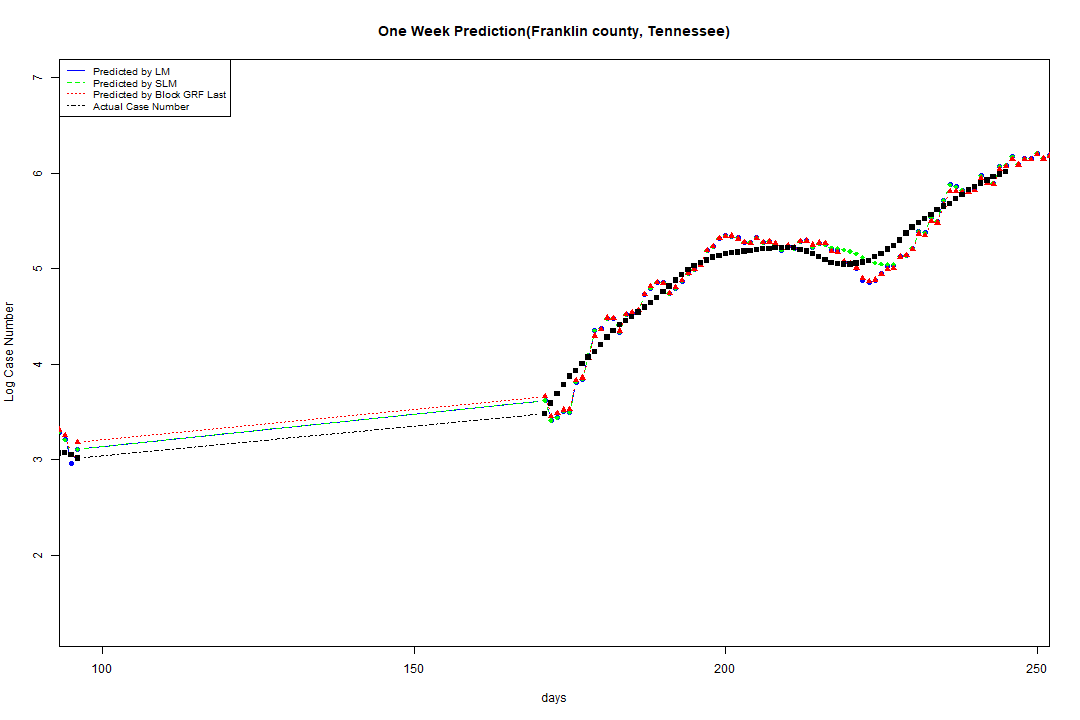 One Week Prediction(Franklin county, Tennessee)
Predicted by LM
Predicted by SLM
Predicted by Block GRF Last
Actual Case Number
7
6
5
4
3
2
Log Case Number
100 150 200 250
days